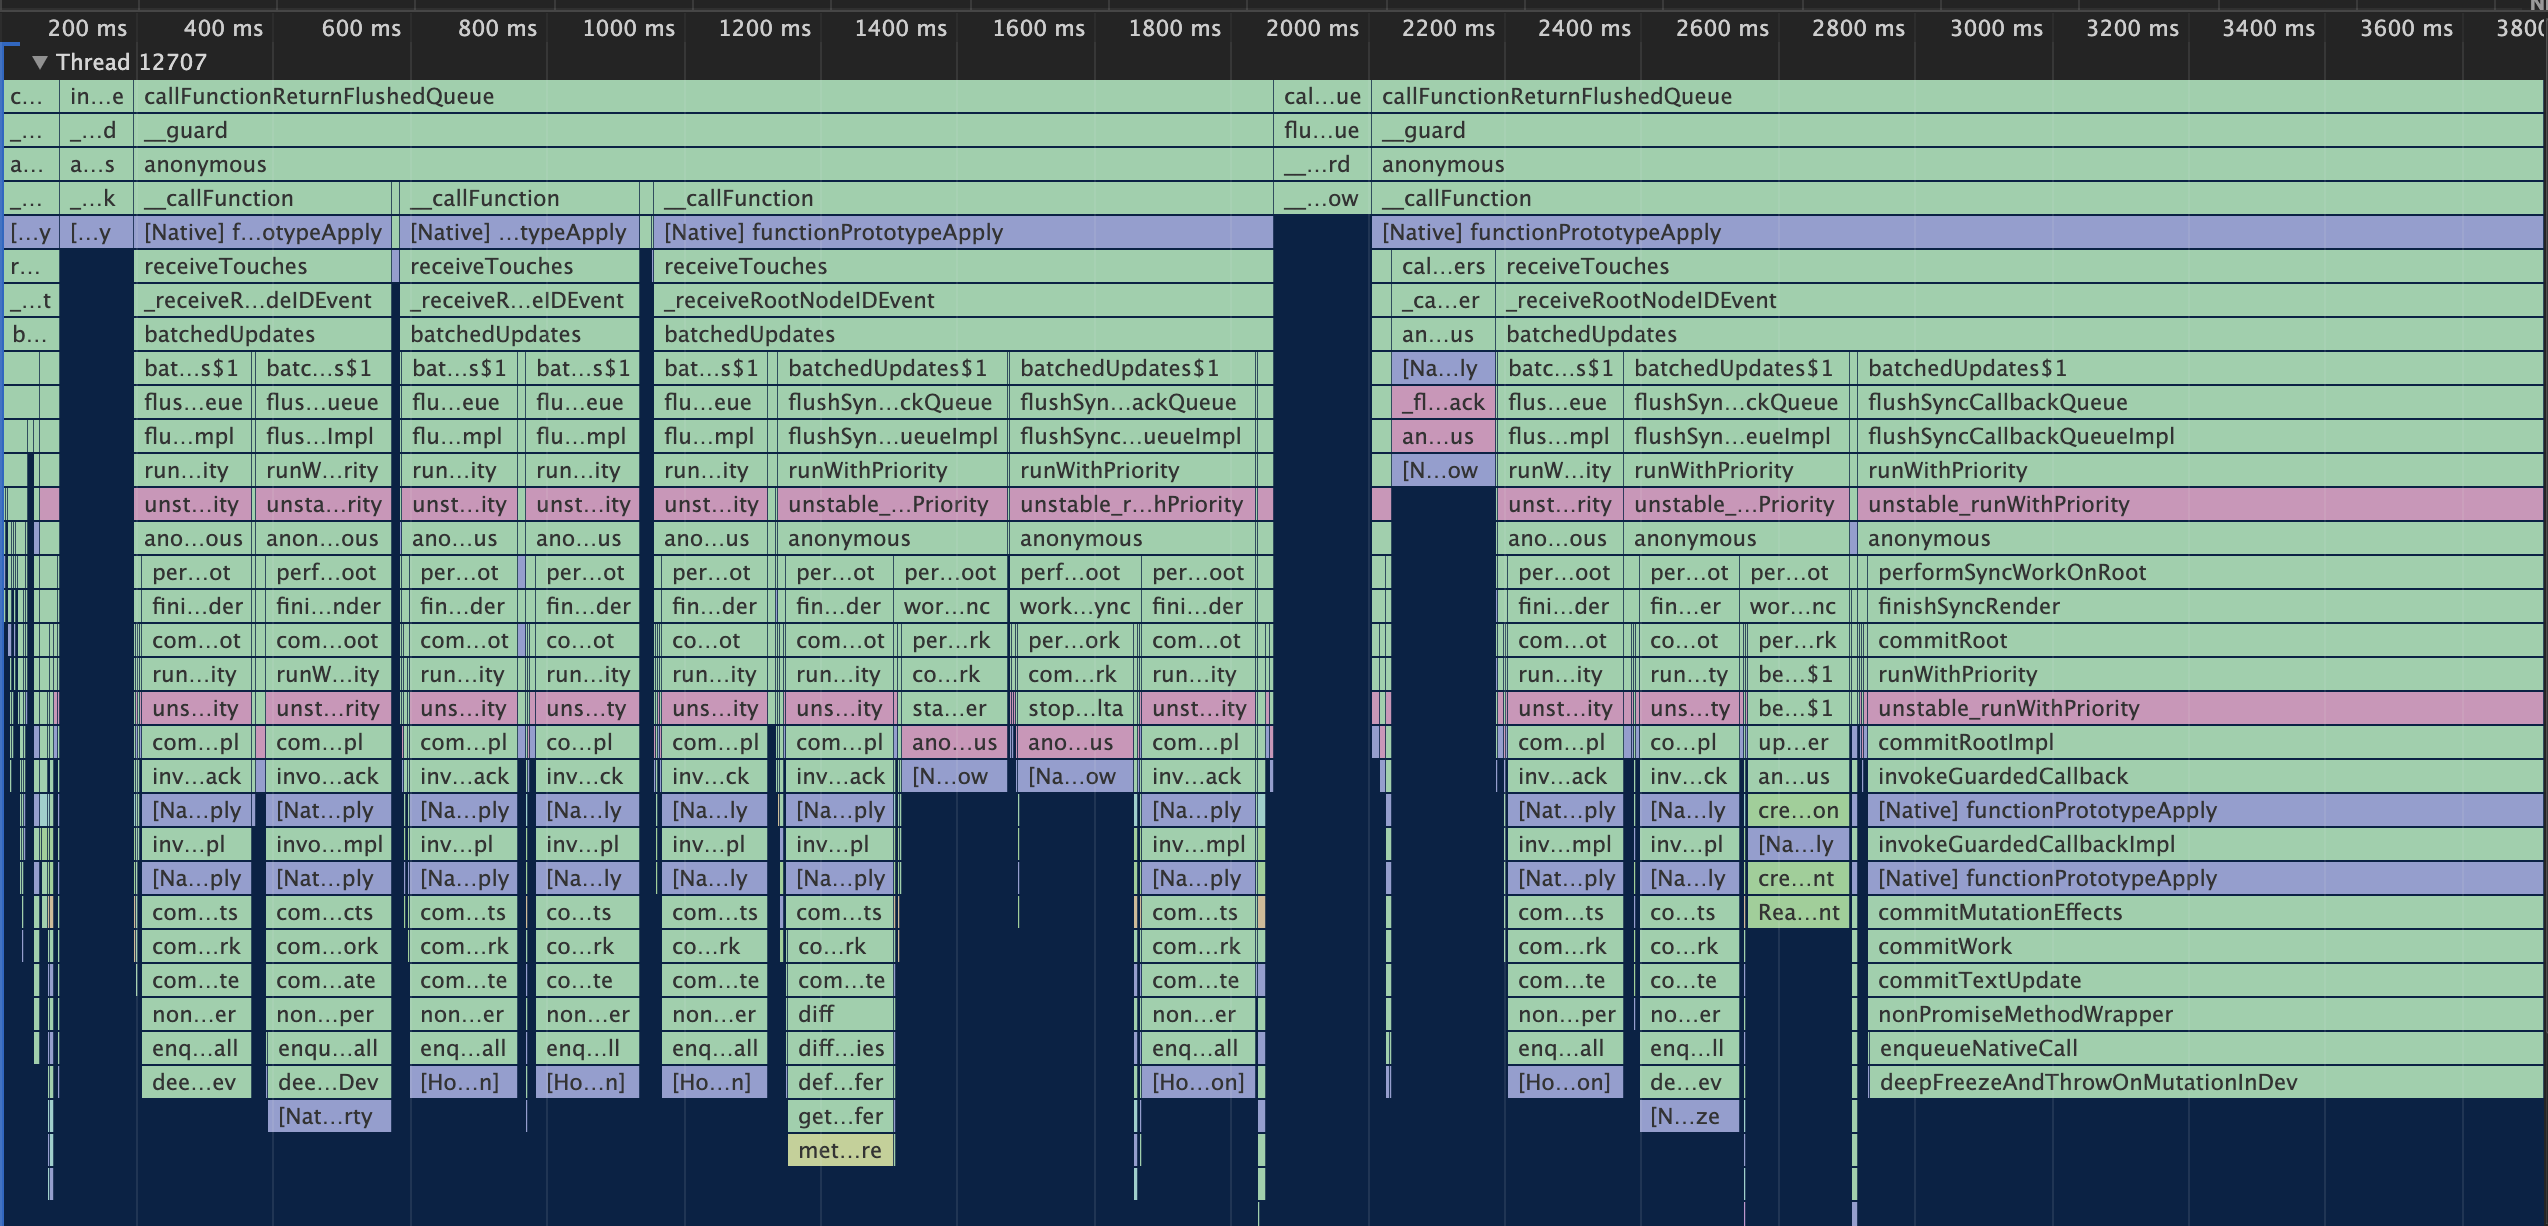 200 ms 400 ms 600 ms 800 ms 1000 ms 1200 ms 1400 ms 1600 ms 1800 ms 2000 ms 2200 ms 2400 ms 2600 ms 2800 ms 3000 ms 3200 ms 3400 ms 3600 ms 380
▼ Thread 12707
c... in...e callFunctionReturnFlushedQueue cal...ue callFunctionReturnFlushedQueue
_... _...d __guard flu...ue __guard
a... a...s anonymous __...rd anonymous
_... _...k __callFunction __callFunction __callFunction __...ow __callFunction
[...y [...y [Native] f...otypeApply [Native] ...typeApply [Native] functionPrototypeApply [Native] functionPrototypeApply
r... receiveTouches receiveTouches receiveTouches cal...ers receiveTouches
_...t _receiveR...deIDEvent _receiveR...eIDEvent _receiveRootNodeIDEvent _ca...er _receiveRootNodeIDEvent
b... batchedUpdates batchedUpdates batchedUpdates an...us batchedUpdates
bat...s$1 batc...s$1 bat...s$1 bat...s$1 bat...s$1 batchedUpdates$1 batchedUpdates$1 [Na...ly batc...s$1 batchedUpdates$1 batchedUpdates$1
flus...eue flus...ueue flu...eue flu...eue flu...eue flushSyn...ckQueue flushSyn...ackQueue _fl...ack flus...eue flushSyn...ckQueue flushSyncCallbackQueue
flu...mpl flus...Impl flu...mpl flu...mpl flu...mpl flushSyn...ueueImpl flushSync...ueueImpl an...us flus...mpl flushSyn...eueImpl flushSyncCallbackQueueImpl
run...ity runW...rity run...ity run...ity run...ity runWithPriority runWithPriority [N...ow runW...ity runWithPriority runWithPriority
unst...ity unsta...rity unst...ity unst...ity unst...ity unstable_...Priority unstable_r...hPriority unst...rity unstable_...Priority unstable_runWithPriority
ano...ous anon...ous ano...us ano...us ano...us anonymous anonymous ano...ous anonymous anonymous
per...ot perf...oot per...ot per...ot per...ot per...ot per...oot perf...oot per...oot per...oot per...ot per...ot performSyncWorkOnRoot
fini...der fini...nder fin...der fin...der fin...der fin...der wor...nc work...ync fini...der fini...der fin...er wor...nc finishSyncRender
com...ot com...oot com...ot co...ot co...ot com...ot per...rk per...ork com...ot com...ot co...ot per...rk commitRoot
run...ity runW...ity run...ity run...ity run...ity run...ity co...rk com...rk run...ity run...ity run...ty be...$1 runWithPriority
uns...ity unst...rity uns...ity uns...ty uns...ity uns...ity sta...er stop...lta unst...ity unst...ity uns...ty be...$1 unstable_runWithPriority
com...pl com...pl com...pl co...pl com...pl com...pl ano...us ano...us com...pl com...pl co...pl up...er commitRootImpl
inv...ack invo...ack inv...ack inv...ck inv...ck inv...ack [N...ow [Na...ow inv...ack inv...ack inv...ck an...us invokeGuardedCallback
[Na...ply [Nat...ply [Na...ply [Na...ly [Na...ly [Na...ply [Na...ply [Nat...ply [Na...ly cre...on [Native] functionPrototypeApply
inv...pl invo...mpl inv...pl inv...pl inv...pl inv...pl inv...mpl inv...mpl inv...pl [Na...ly invokeGuardedCallbackImpl
[Na...ply [Nat...ply [Na...ply [Na...ly [Na...ly [Na...ply [Na...ply [Nat...ply [Na...ly cre...nt [Native] functionPrototypeApply
com...ts com...cts com...ts co...ts com...ts com...ts com...ts com...ts co...ts Rea...nt commitMutationEffects
com...rk com...ork com...rk co...rk co...rk co...rk com...rk com...rk co...rk commitWork
com...te com...ate com...te co...te com...te com...te com...te com...te co...te commitTextUpdate
non...er non...per non...er non...er non...er diff non...er non...per no...er nonPromiseMethodWrapper
enq...all enqu...all enq...all enq...ll enq...all diff...ies enq...all enq...all enq...ll enqueueNativeCall
dee...ev dee...Dev [Ho...n] [Ho...n] [Ho...n] def...fer [Ho...on] [Ho...on] de...ev deepFreezeAndThrowOnMutationInDev
[Nat...rty get...fer [N...ze
met...re